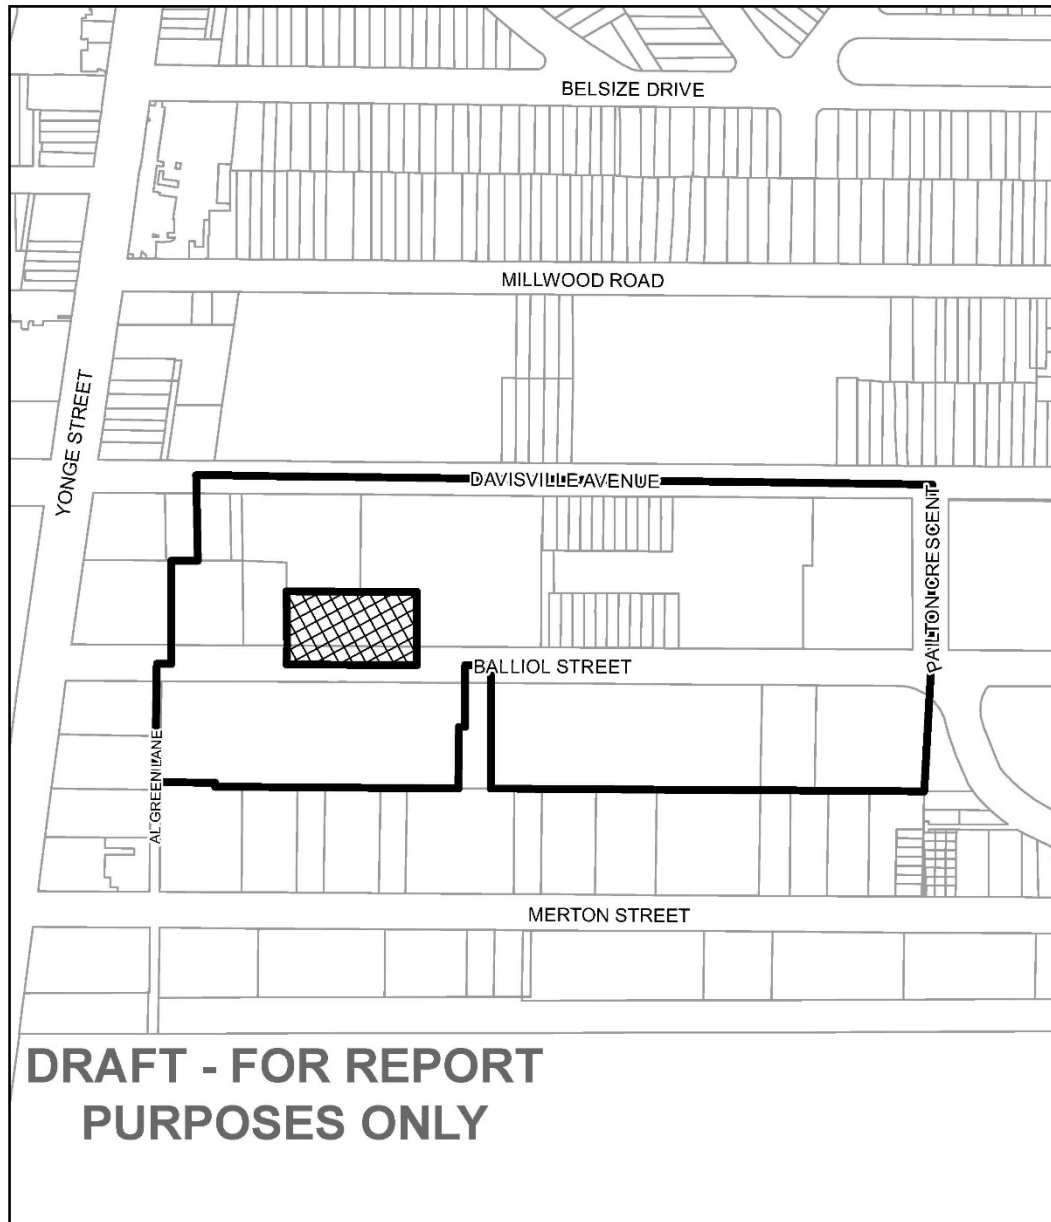 BELSIZE DRIVE
MILLWOOD ROAD
YONGE STREET
DAVISVILLE AVENUE
PAILTON CRESCENT
BALLIOL STREET
AL GREEN LANE
MERTON STREET
DRAFT - FOR REPORT
PURPOSES ONLY